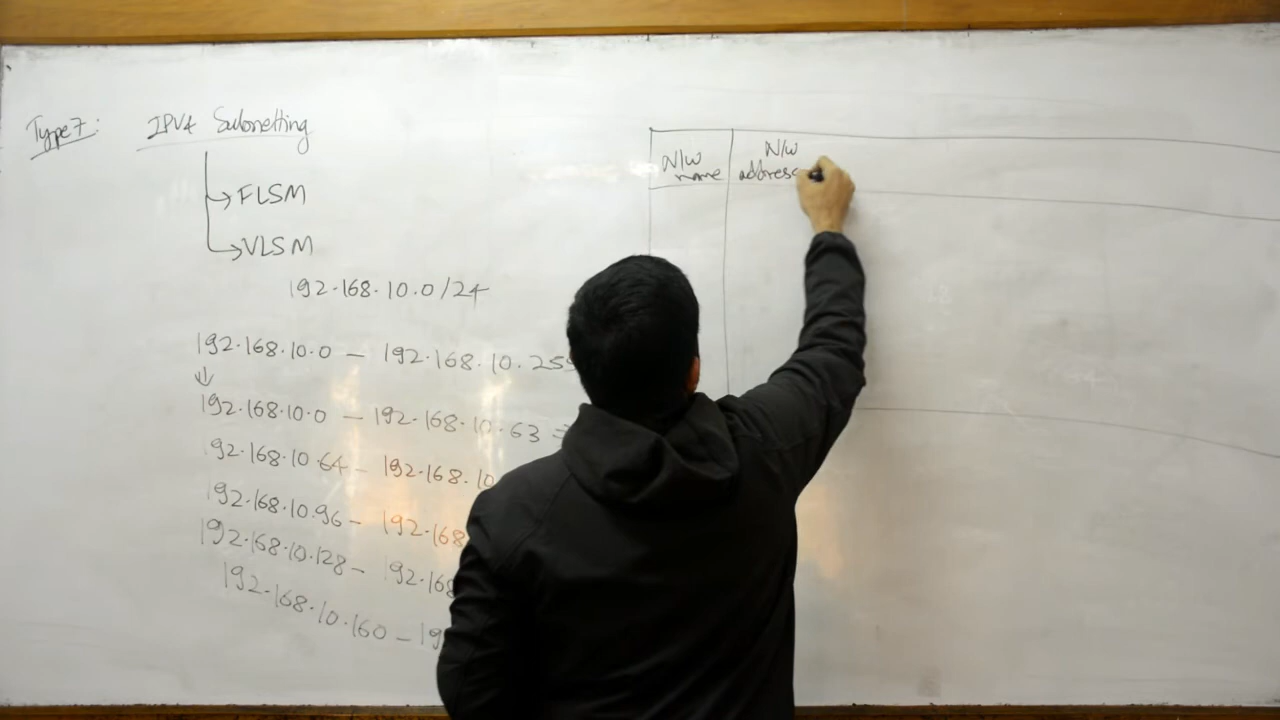 Type 7: IPV4 Subnetting
FLSM
VLSM
192.168.10.0/24
192.168.10.0 — 192.168.10.255
192.168.10.0 — 192.168.10.63 =
192.168.10.64 — 192.168.10
192.168.10.96 — 192.168
192.168.10.128 — 192.168
192.168.10.160 — 19
N/w
name
N/w
address